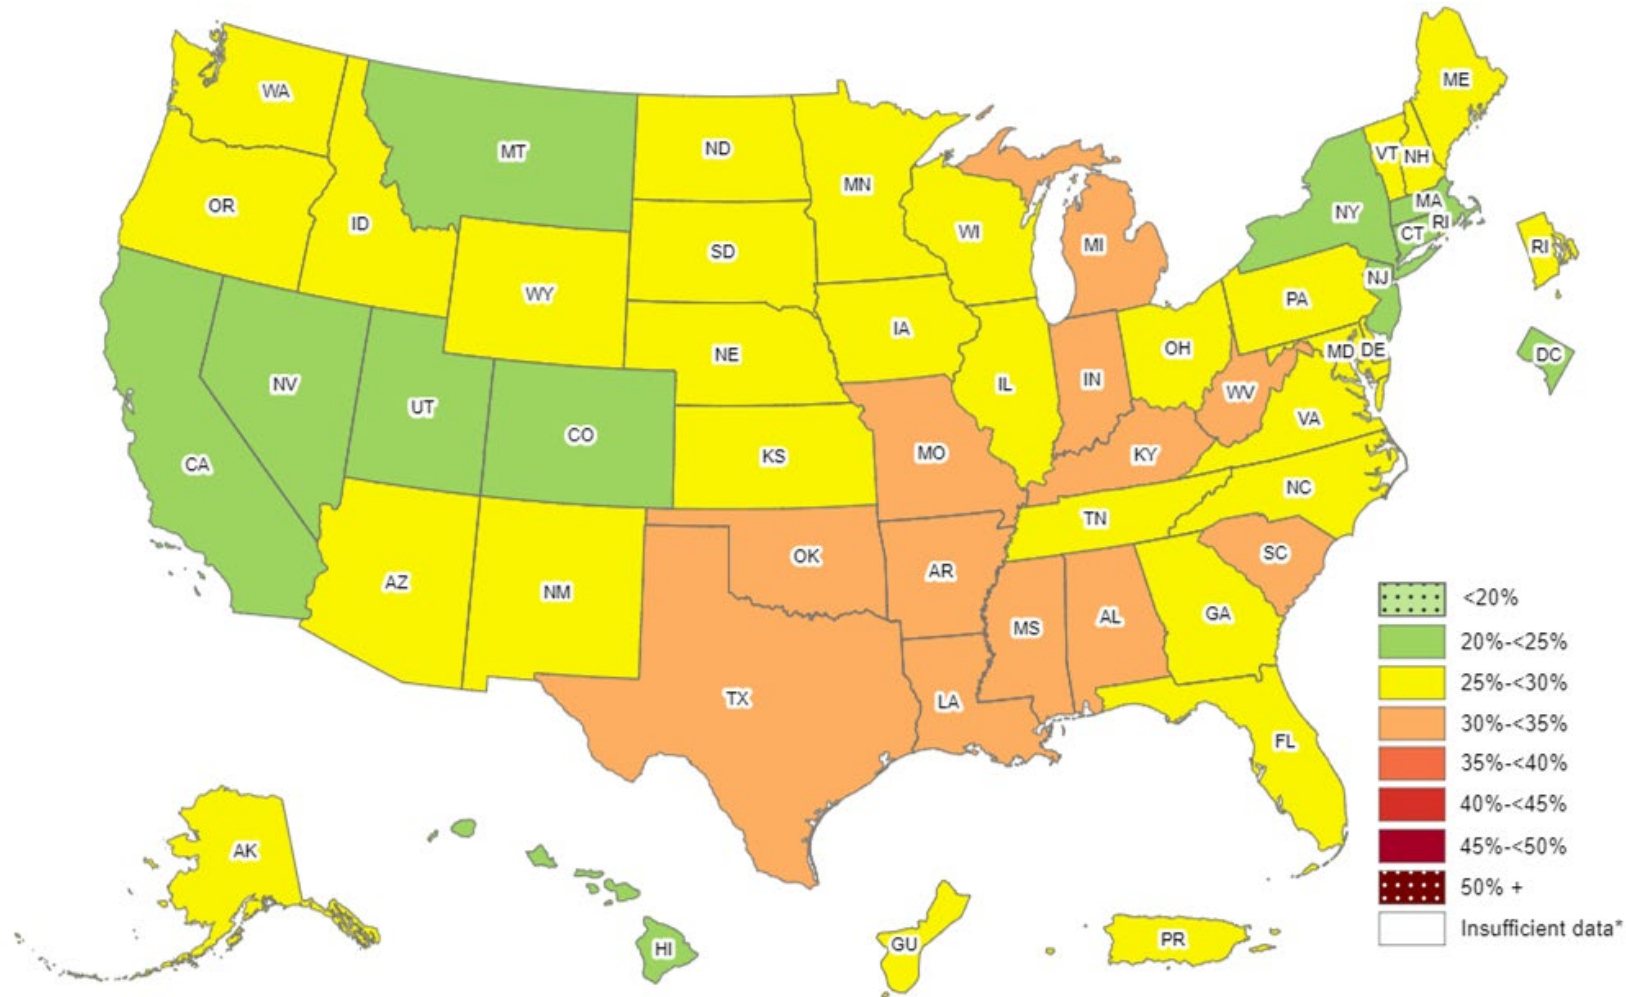 WA
ME
MT
ND
VT
NH
MN
OR
ID
MA
NY
RI
CT
WI
MI
SD
RI
NJ
WY
PA
IA
OH
MD
DE
NE
DC
NV
UT
IL
IN
WV
CO
VA
CA
KS
MO
KY
NC
TN
OK
SC
AZ
NM
AR
MS
AL
GA
TX
LA
FL
AK
HI
GU
PR
<20%
20%-<25%
25%-<30%
30%-<35%
35%-<40%
40%-<45%
45%-<50%
50% +
Insufficient data*